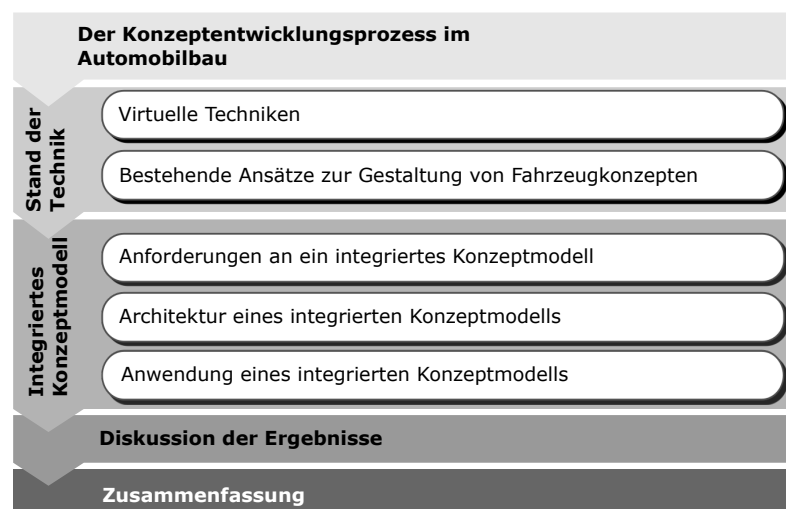 Der Konzeptentwicklungsprozess im
Automobilbau
Stand der
Technik
Virtuelle Techniken
Bestehende Ansätze zur Gestaltung von Fahrzeugkonzepten
Integriertes
Konzeptmodell
Anforderungen an ein integriertes Konzeptmodell
Architektur eines integrierten Konzeptmodells
Anwendung eines integrierten Konzeptmodells
Diskussion der Ergebnisse
Zusammenfassung